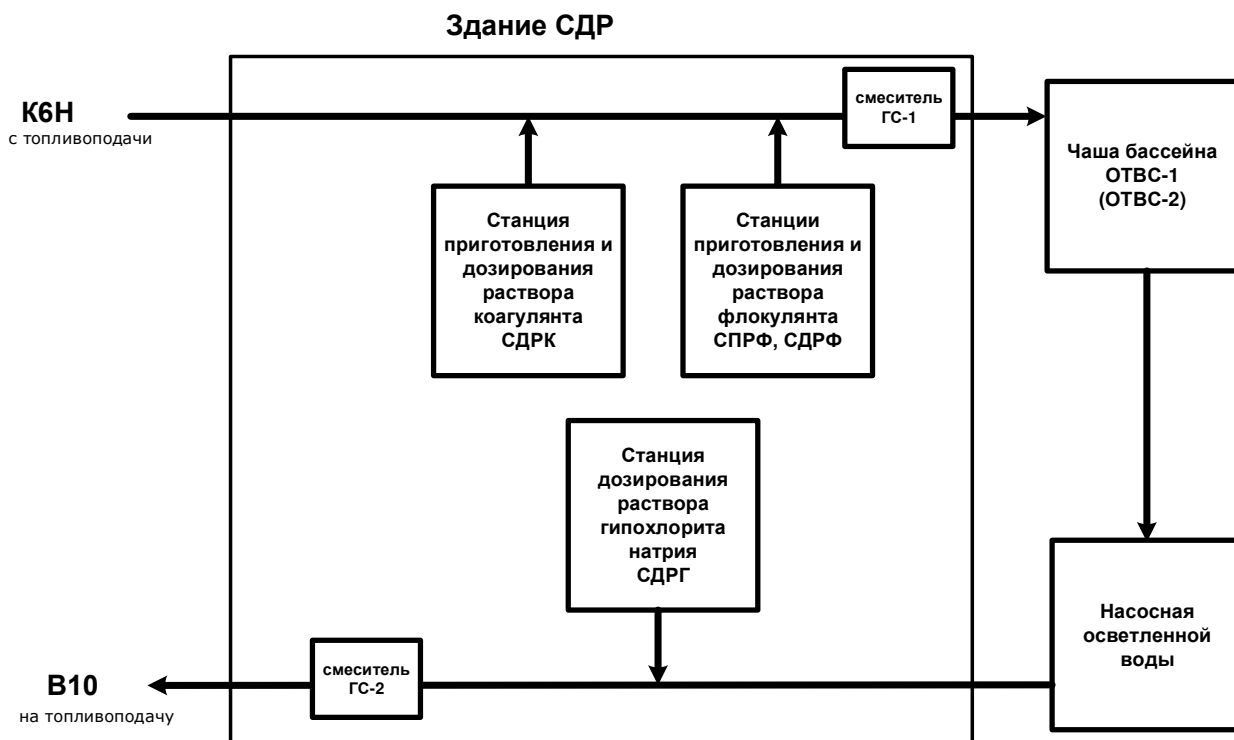 Здание СДР
К6Н
с топливоподачи
смеситель
ГС-1
Чаша бассейна
ОТВС-1
(ОТВС-2)
Станция
приготовления и
дозирования
раствора
коагулянта
СДРК
Станции
приготовления и
дозирования
раствора
флокулянта
СПРФ, СДРФ
Станция
дозирования
раствора
гипохлорита
натрия
СДРГ
Насосная
осветленной
воды
смеситель
ГС-2
В10
на топливоподачу